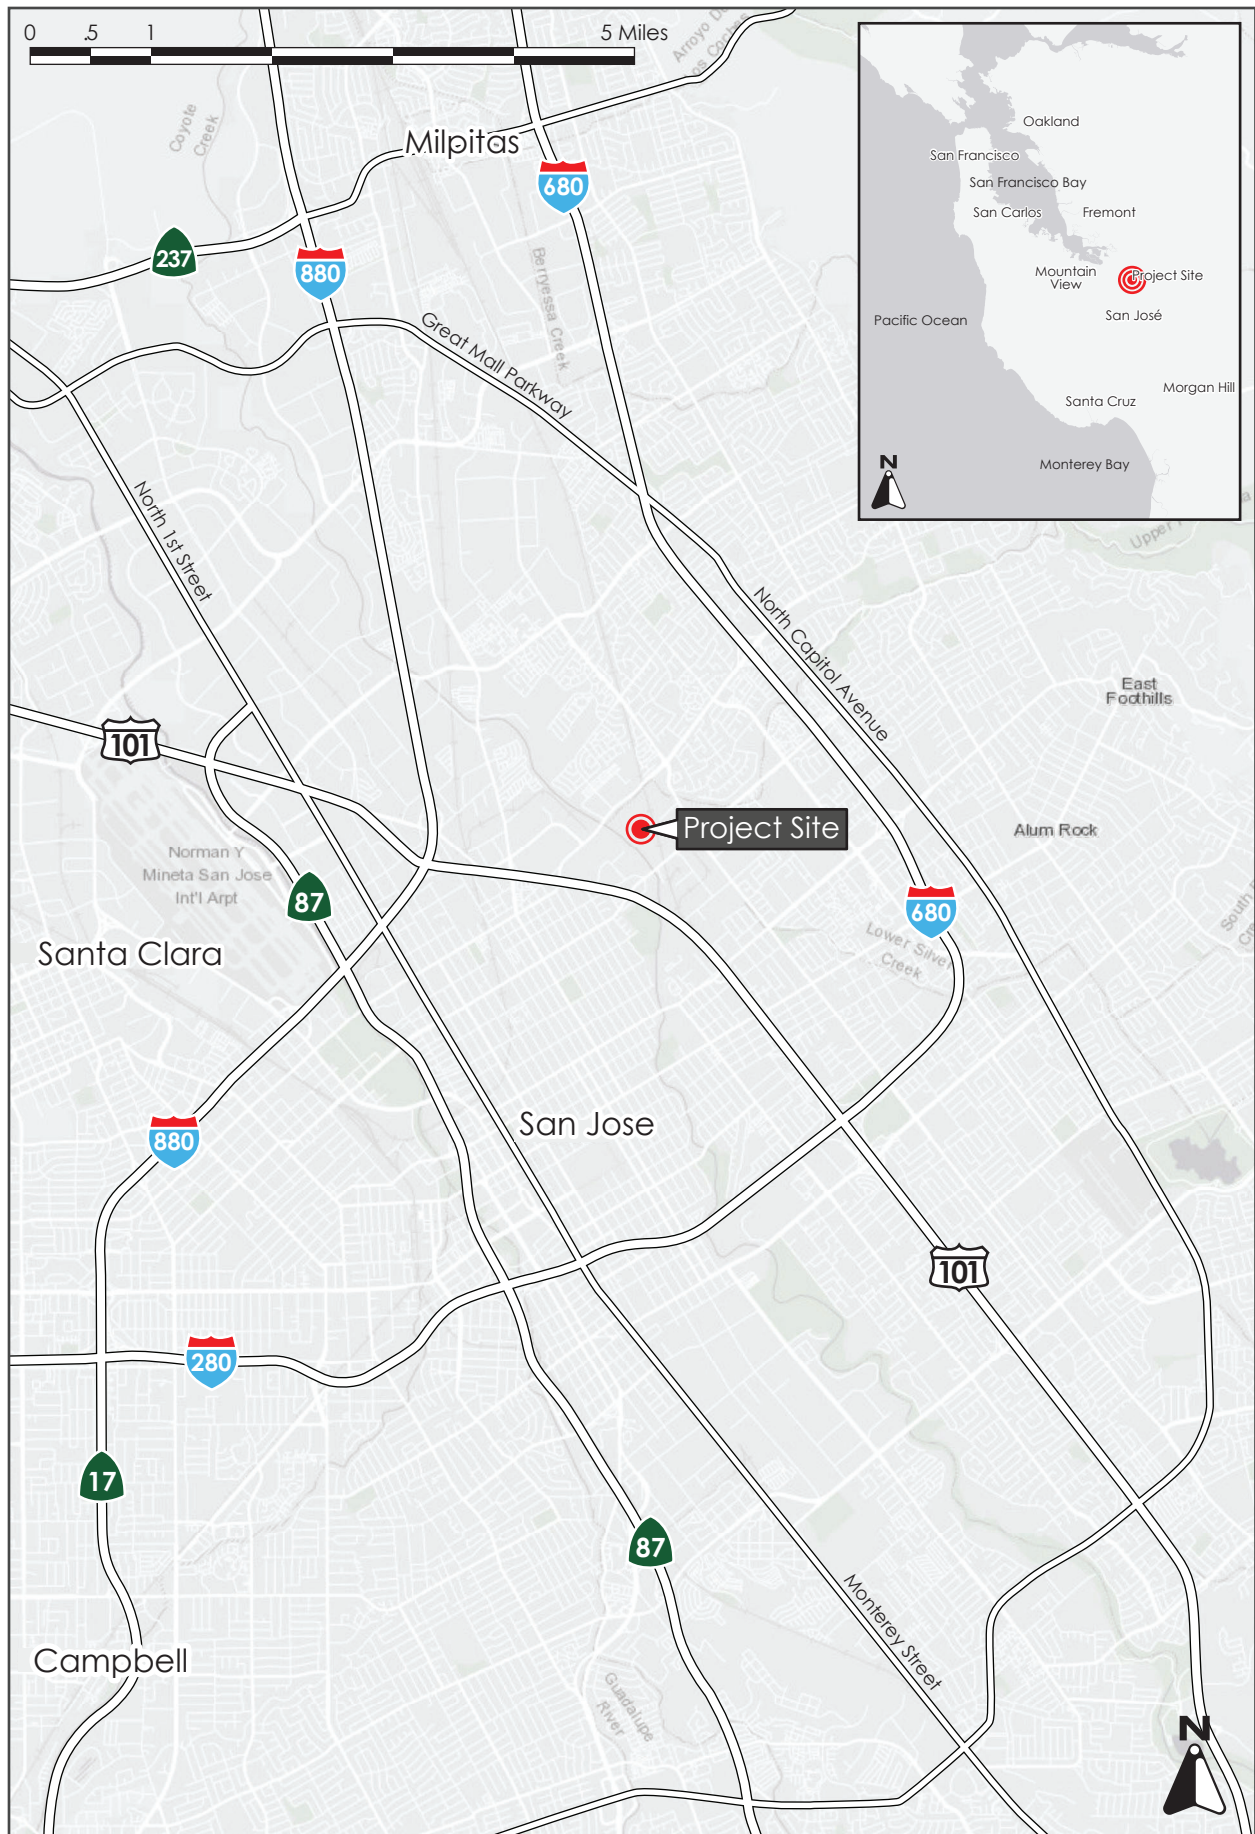 0 .5 1 5 Miles
Coyote
Creek
Milpitas
680
237
880
Berryessa Creek
Great Mall Parkway
North 1st Street
Oakland
San Francisco
San Francisco Bay
San Carlos
Fremont
Mountain
View
Project Site
San José
Pacific Ocean
Morgan Hill
Santa Cruz
Monterey Bay
N
Upper
North Capitol Avenue
East
Foothills
101
Project Site
Alum Rock
Norman Y
Mineta San Jose
Int'l Arpt
87
680
Lower Silver
Creek
South
Santa Clara
San Jose
880
101
280
17
87
Monterey Street
Campbell
Guadalupe
River
N